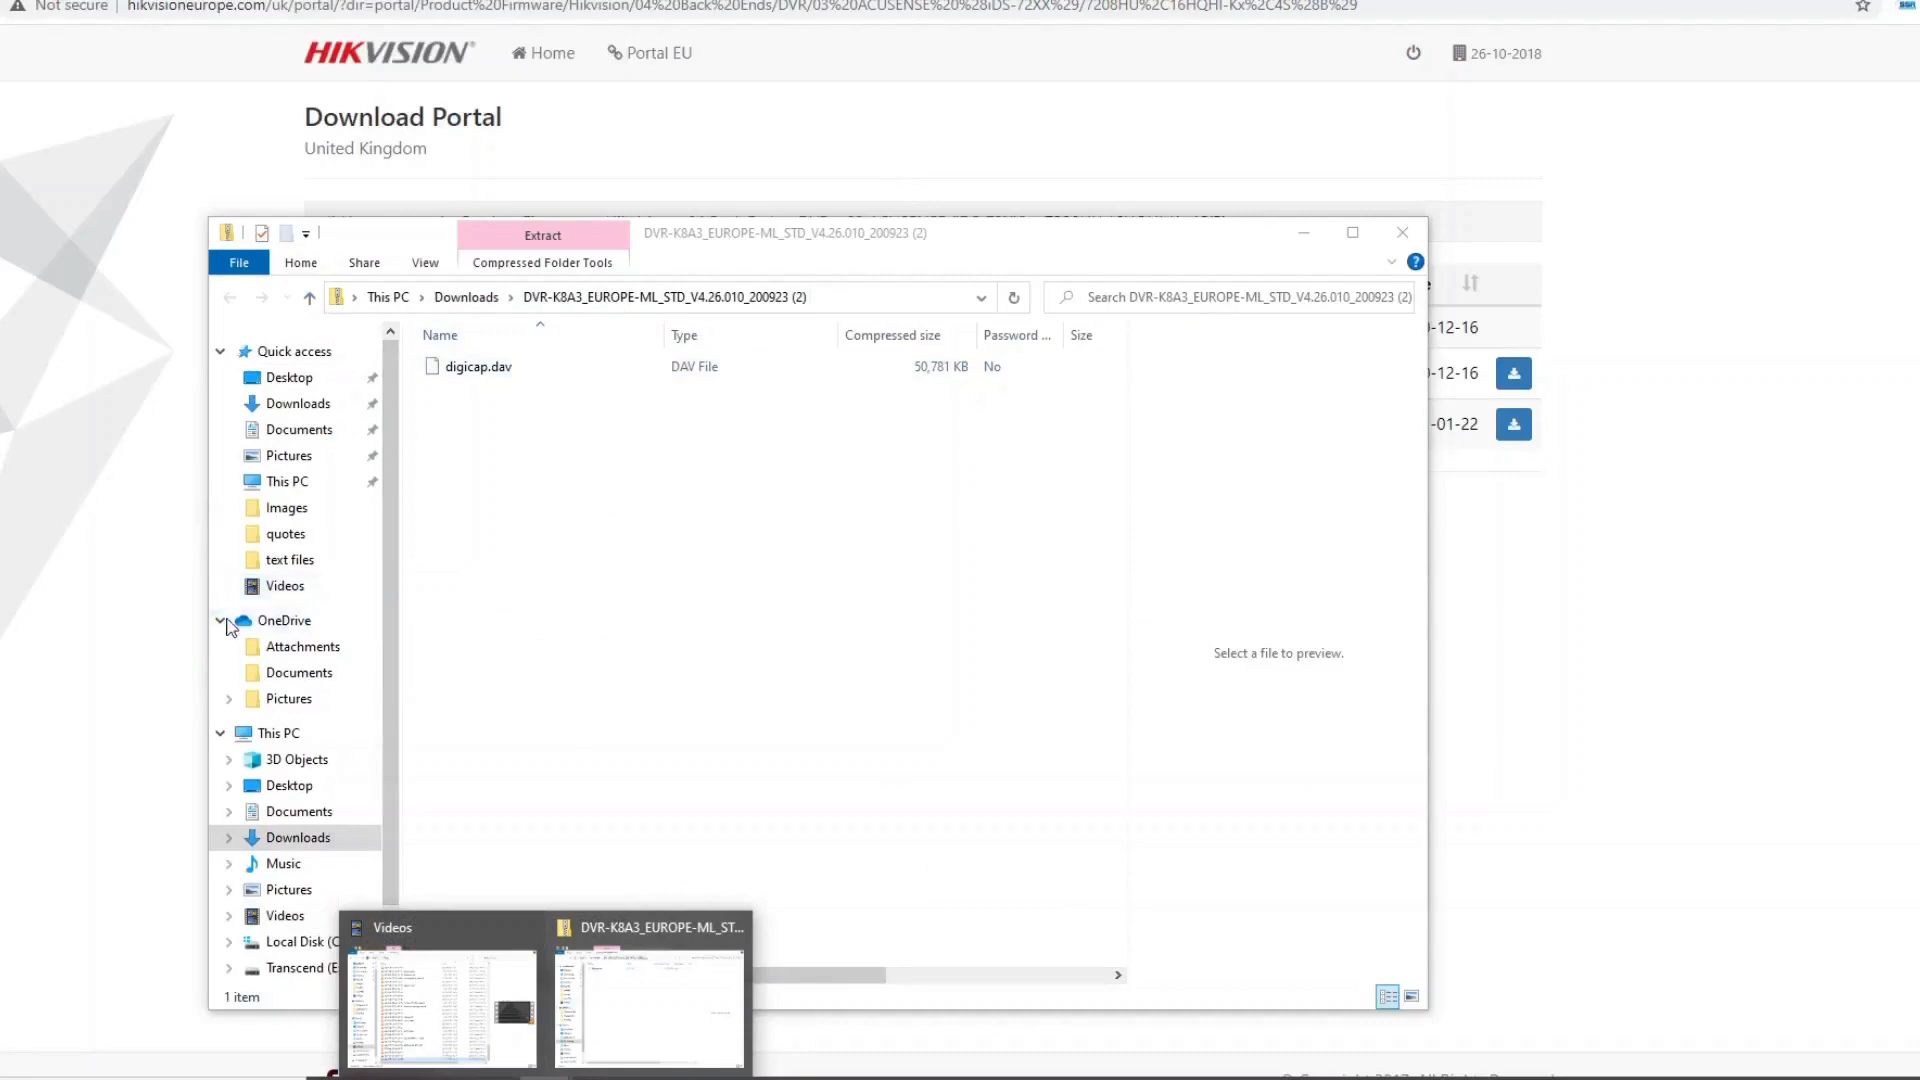 Not secure | hikvisioneurope.com/uk/portal/?dir=portal/Product%20Firmware/Hikvision/04%20Back%20Ends/DVR/03%20ACUSENSE%20%28iDS-72XX%29/7208HU%2C16HQHI-Kx%2C4S%28B%29
HIKVISION Home Portal EU 26-10-2018
Download Portal
United Kingdom
Extract DVR-K8A3_EUROPE-ML_STD_V4.26.010_200923 (2)
File Home Share View Compressed Folder Tools
This PC > Downloads > DVR-K8A3_EUROPE-ML_STD_V4.26.010_200923 (2) Search DVR-K8A3_EUROPE-ML_STD_V4.26.010_200923 (2)
Name Type Compressed size Password ... Size
digicap.dav DAV File 50,781 KB No
-12-16
-12-16
-01-22
Quick access
Desktop
Downloads
Documents
Pictures
This PC
Images
quotes
text files
Videos
OneDrive
Attachments
Documents
Pictures
This PC
3D Objects
Desktop
Documents
Downloads
Music
Pictures
Videos
Local Disk (C
Transcend (E
1 item
Select a file to preview.
Videos DVR-K8A3_EUROPE-ML_ST...